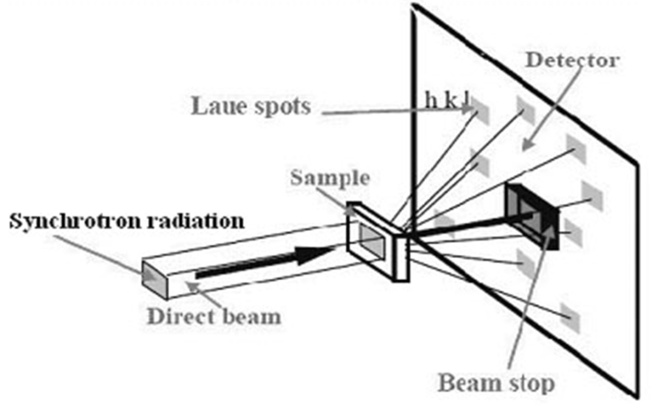 Detector
h k l
Laue spots
Sample
Synchrotron radiation
Direct beam
Beam stop